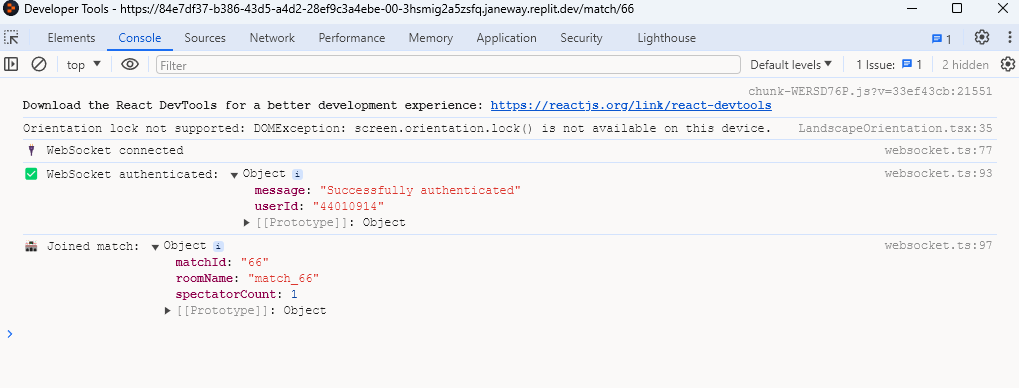 Developer Tools - https://84e7df37-b386-43d5-a4d2-28ef9c3a4ebe-00-3hsmig2a5zsfq.janeway.replit.dev/match/66
Elements Console Sources Network Performance Memory Application Security Lighthouse 1
top Filter Default levels 1 Issue: 1 2 hidden
chunk-WERSD76P.js?v=33ef43cb:21551
Download the React DevTools for a better development experience: https://reactjs.org/link/react-devtools
Orientation lock not supported: DOMException: screen.orientation.lock() is not available on this device. LandscapeOrientation.tsx:35
WebSocket connected websocket.ts:77
WebSocket authenticated: Object i websocket.ts:93
message: "Successfully authenticated"
userId: "44010914"
[[Prototype]]: Object
Joined match: Object i websocket.ts:97
matchId: "66"
roomName: "match_66"
spectatorCount: 1
[[Prototype]]: Object